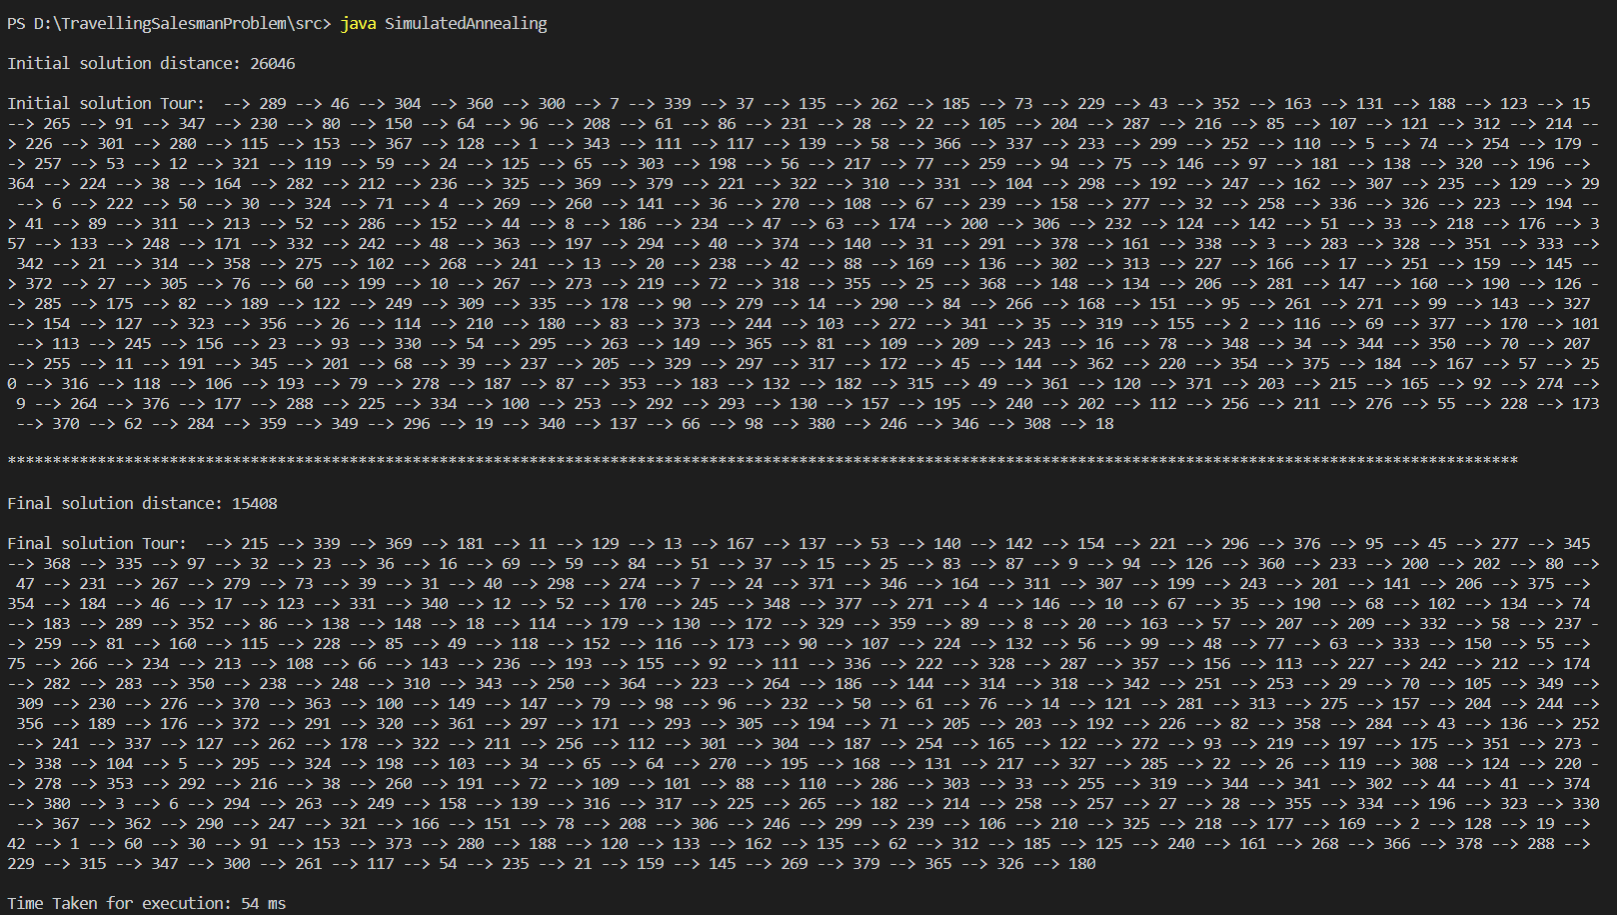 PS D:\TravellingSalesmanProblem\src> java SimulatedAnnealing
Initial solution distance: 26046
Initial solution Tour:  --> 289 --> 46 --> 304 --> 360 --> 300 --> 7 --> 339 --> 37 --> 135 --> 262 --> 185 --> 73 --> 229 --> 43 --> 352 --> 163 --> 131 --> 188 --> 123 --> 15
--> 265 --> 91 --> 347 --> 230 --> 80 --> 150 --> 64 --> 96 --> 208 --> 61 --> 86 --> 231 --> 28 --> 22 --> 105 --> 204 --> 287 --> 216 --> 85 --> 107 --> 121 --> 312 --> 214 --
> 226 --> 301 --> 280 --> 115 --> 153 --> 367 --> 128 --> 1 --> 343 --> 111 --> 117 --> 139 --> 58 --> 366 --> 337 --> 233 --> 299 --> 252 --> 110 --> 5 --> 74 --> 254 --> 179 -
-> 257 --> 53 --> 12 --> 321 --> 119 --> 59 --> 24 --> 125 --> 65 --> 303 --> 198 --> 56 --> 217 --> 77 --> 259 --> 94 --> 75 --> 146 --> 97 --> 181 --> 138 --> 320 --> 196 -->
364 --> 224 --> 38 --> 164 --> 282 --> 212 --> 236 --> 325 --> 369 --> 379 --> 221 --> 322 --> 310 --> 331 --> 104 --> 298 --> 192 --> 247 --> 162 --> 307 --> 235 --> 129 --> 29
 --> 6 --> 222 --> 50 --> 30 --> 324 --> 71 --> 4 --> 269 --> 260 --> 141 --> 36 --> 270 --> 108 --> 67 --> 239 --> 158 --> 277 --> 32 --> 258 --> 336 --> 326 --> 223 --> 194 --
> 41 --> 89 --> 311 --> 213 --> 52 --> 286 --> 152 --> 44 --> 8 --> 186 --> 234 --> 47 --> 63 --> 174 --> 200 --> 306 --> 232 --> 124 --> 142 --> 51 --> 33 --> 218 --> 176 --> 3
57 --> 133 --> 248 --> 171 --> 332 --> 242 --> 48 --> 363 --> 197 --> 294 --> 40 --> 374 --> 140 --> 31 --> 291 --> 378 --> 161 --> 338 --> 3 --> 283 --> 328 --> 351 --> 333 -->
 342 --> 21 --> 314 --> 358 --> 275 --> 102 --> 268 --> 241 --> 13 --> 20 --> 238 --> 42 --> 88 --> 169 --> 136 --> 302 --> 313 --> 227 --> 166 --> 17 --> 251 --> 159 --> 145 --
> 372 --> 27 --> 305 --> 76 --> 60 --> 199 --> 10 --> 267 --> 273 --> 219 --> 72 --> 318 --> 355 --> 25 --> 368 --> 148 --> 134 --> 206 --> 281 --> 147 --> 160 --> 190 --> 126 -
-> 285 --> 175 --> 82 --> 189 --> 122 --> 249 --> 309 --> 335 --> 178 --> 90 --> 279 --> 14 --> 290 --> 84 --> 266 --> 168 --> 151 --> 95 --> 261 --> 271 --> 99 --> 143 --> 327
--> 154 --> 127 --> 323 --> 356 --> 26 --> 114 --> 210 --> 180 --> 83 --> 373 --> 244 --> 103 --> 272 --> 341 --> 35 --> 319 --> 155 --> 2 --> 116 --> 69 --> 377 --> 170 --> 101
 --> 113 --> 245 --> 156 --> 23 --> 93 --> 330 --> 54 --> 295 --> 263 --> 149 --> 365 --> 81 --> 109 --> 209 --> 243 --> 16 --> 78 --> 348 --> 34 --> 344 --> 350 --> 70 --> 207
--> 255 --> 11 --> 191 --> 345 --> 201 --> 68 --> 39 --> 237 --> 205 --> 329 --> 297 --> 317 --> 172 --> 45 --> 144 --> 362 --> 220 --> 354 --> 375 --> 184 --> 167 --> 57 --> 25
0 --> 316 --> 118 --> 106 --> 193 --> 79 --> 278 --> 187 --> 87 --> 353 --> 183 --> 132 --> 182 --> 315 --> 49 --> 361 --> 120 --> 371 --> 203 --> 215 --> 165 --> 92 --> 274 -->
 9 --> 264 --> 376 --> 177 --> 288 --> 225 --> 334 --> 100 --> 253 --> 292 --> 293 --> 130 --> 157 --> 195 --> 240 --> 202 --> 112 --> 256 --> 211 --> 276 --> 55 --> 228 --> 173
 --> 370 --> 62 --> 284 --> 359 --> 349 --> 296 --> 19 --> 340 --> 137 --> 66 --> 98 --> 380 --> 246 --> 346 --> 308 --> 18
************************************************************************************************************************************************************************
Final solution distance: 15408
Final solution Tour:  --> 215 --> 339 --> 369 --> 181 --> 11 --> 129 --> 13 --> 167 --> 137 --> 53 --> 140 --> 142 --> 154 --> 221 --> 296 --> 376 --> 95 --> 45 --> 277 --> 345
--> 368 --> 335 --> 97 --> 32 --> 23 --> 36 --> 16 --> 69 --> 59 --> 84 --> 51 --> 37 --> 15 --> 25 --> 83 --> 87 --> 9 --> 94 --> 126 --> 360 --> 233 --> 200 --> 202 --> 80 -->
 47 --> 231 --> 267 --> 279 --> 73 --> 39 --> 31 --> 40 --> 298 --> 274 --> 7 --> 24 --> 371 --> 346 --> 164 --> 311 --> 307 --> 199 --> 243 --> 201 --> 141 --> 206 --> 375 -->
354 --> 184 --> 46 --> 17 --> 123 --> 331 --> 340 --> 12 --> 52 --> 170 --> 245 --> 348 --> 377 --> 271 --> 4 --> 146 --> 10 --> 67 --> 35 --> 190 --> 68 --> 102 --> 134 --> 74
--> 183 --> 289 --> 352 --> 86 --> 138 --> 148 --> 18 --> 114 --> 179 --> 130 --> 172 --> 329 --> 359 --> 89 --> 8 --> 20 --> 163 --> 57 --> 207 --> 209 --> 332 --> 58 --> 237 -
-> 259 --> 81 --> 160 --> 115 --> 228 --> 85 --> 49 --> 118 --> 152 --> 116 --> 173 --> 90 --> 107 --> 224 --> 132 --> 56 --> 99 --> 48 --> 77 --> 63 --> 333 --> 150 --> 55 -->
75 --> 266 --> 234 --> 213 --> 108 --> 66 --> 143 --> 236 --> 193 --> 155 --> 92 --> 111 --> 336 --> 222 --> 328 --> 287 --> 357 --> 156 --> 113 --> 227 --> 242 --> 212 --> 174
--> 282 --> 283 --> 350 --> 238 --> 248 --> 310 --> 343 --> 250 --> 364 --> 223 --> 264 --> 186 --> 144 --> 314 --> 318 --> 342 --> 251 --> 253 --> 29 --> 70 --> 105 --> 349 -->
 309 --> 230 --> 276 --> 370 --> 363 --> 100 --> 149 --> 147 --> 79 --> 98 --> 96 --> 232 --> 50 --> 61 --> 76 --> 14 --> 121 --> 281 --> 313 --> 275 --> 157 --> 204 --> 244 -->
 356 --> 189 --> 176 --> 372 --> 291 --> 320 --> 361 --> 297 --> 171 --> 293 --> 305 --> 194 --> 71 --> 205 --> 203 --> 192 --> 226 --> 82 --> 358 --> 284 --> 43 --> 136 --> 252
 --> 241 --> 337 --> 127 --> 262 --> 178 --> 322 --> 211 --> 256 --> 112 --> 301 --> 304 --> 187 --> 254 --> 165 --> 122 --> 272 --> 93 --> 219 --> 197 --> 175 --> 351 --> 273 -
-> 338 --> 104 --> 5 --> 295 --> 324 --> 198 --> 103 --> 34 --> 65 --> 64 --> 270 --> 195 --> 168 --> 131 --> 217 --> 327 --> 285 --> 22 --> 26 --> 119 --> 308 --> 124 --> 220 -
-> 278 --> 353 --> 292 --> 216 --> 38 --> 260 --> 191 --> 72 --> 109 --> 101 --> 88 --> 110 --> 286 --> 303 --> 33 --> 255 --> 319 --> 344 --> 341 --> 302 --> 44 --> 41 --> 374
--> 380 --> 3 --> 6 --> 294 --> 263 --> 249 --> 158 --> 139 --> 316 --> 317 --> 225 --> 265 --> 182 --> 214 --> 258 --> 257 --> 27 --> 28 --> 355 --> 334 --> 196 --> 323 --> 330
 --> 367 --> 362 --> 290 --> 247 --> 321 --> 166 --> 151 --> 78 --> 208 --> 306 --> 246 --> 299 --> 239 --> 106 --> 210 --> 325 --> 218 --> 177 --> 169 --> 2 --> 128 --> 19 -->
42 --> 1 --> 60 --> 30 --> 91 --> 153 --> 373 --> 280 --> 188 --> 120 --> 133 --> 162 --> 135 --> 62 --> 312 --> 185 --> 125 --> 240 --> 161 --> 268 --> 366 --> 378 --> 288 -->
229 --> 315 --> 347 --> 300 --> 261 --> 117 --> 54 --> 235 --> 21 --> 159 --> 145 --> 269 --> 379 --> 365 --> 326 --> 180
Time Taken for execution: 54 ms